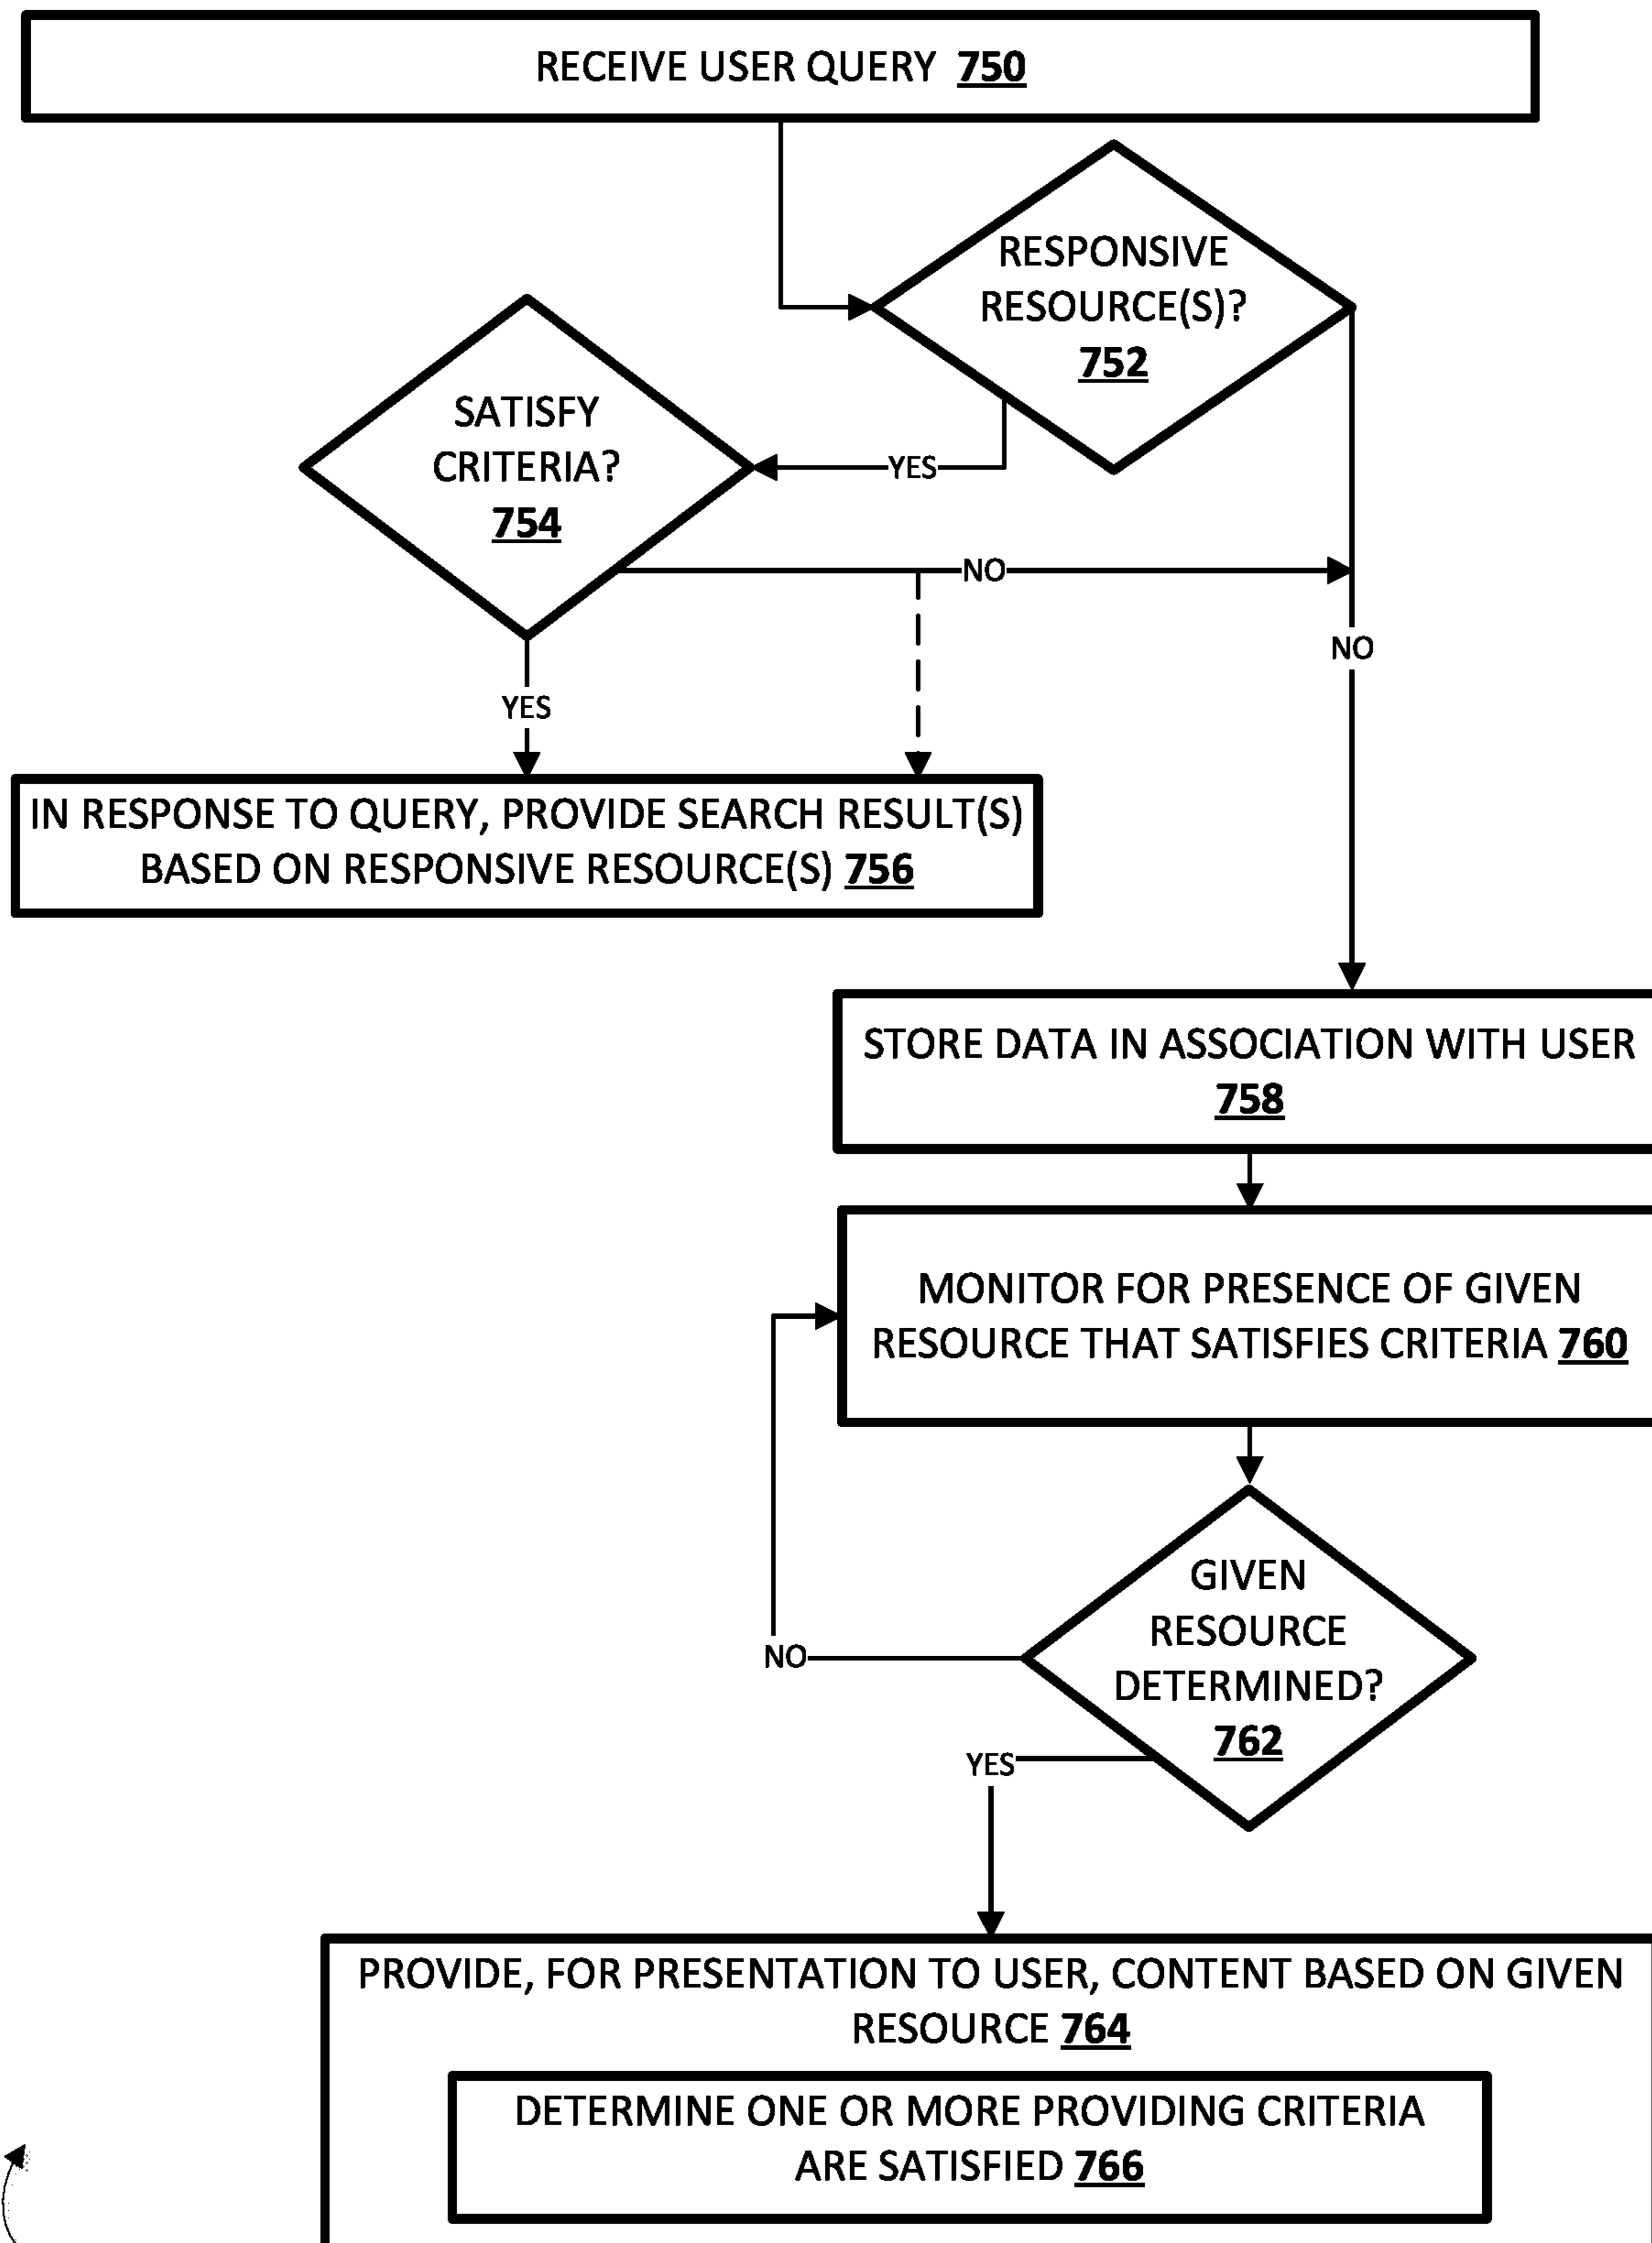 RECEIVE USER QUERY 750
RESPONSIVE
RESOURCE(S)?
752
SATISFY
CRITERIA?
754
YES
NO
NO
YES
IN RESPONSE TO QUERY, PROVIDE SEARCH RESULT(S)
BASED ON RESPONSIVE RESOURCE(S) 756
STORE DATA IN ASSOCIATION WITH USER
758
MONITOR FOR PRESENCE OF GIVEN
RESOURCE THAT SATISFIES CRITERIA 760
GIVEN
RESOURCE
DETERMINED?
762
NO
YES
PROVIDE, FOR PRESENTATION TO USER, CONTENT BASED ON GIVEN
RESOURCE 764
DETERMINE ONE OR MORE PROVIDING CRITERIA
ARE SATISFIED 766